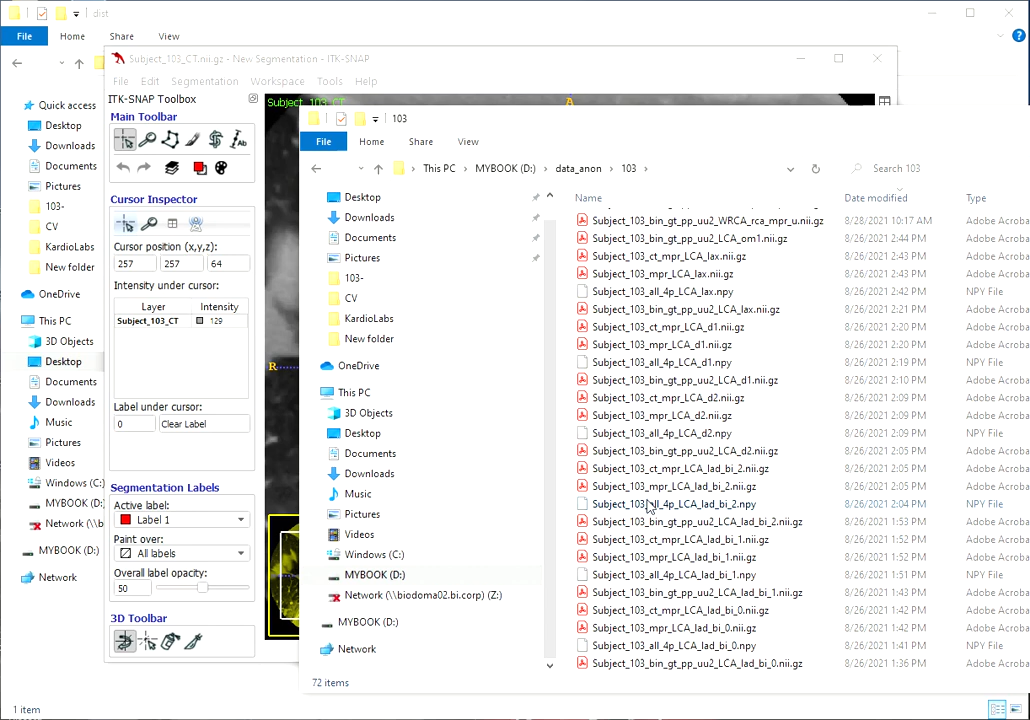 dist
File Home Share View
Quick access
Desktop
Downloads
Documents
Pictures
103-
CV
KardioLabs
New folder
OneDrive
This PC
3D Objects
Desktop
Documents
Downloads
Music
Pictures
Videos
Windows (C:
MYBOOK (D:)
Network (\\b
MYBOOK (D:)
Network
1 item
Subject_103_CT.nii.gz - New Segmentation - ITK-SNAP
File Edit Segmentation Workspace Tools Help
ITK-SNAP Toolbox
Main Toolbar
Cursor Inspector
Cursor position (x,y,z):
257 257 64
Intensity under cursor:
Layer Intensity
Subject_103_CT 129
Label under cursor:
0 Clear Label
Segmentation Labels
Active label:
Label 1
Paint over:
All labels
Overall label opacity:
50
3D Toolbar
Subject_103_CT
A
R
103
File Home Share View
This PC > MYBOOK (D:) > data_anon > 103 >
Search 103
Desktop
Downloads
Documents
Pictures
103-
CV
KardioLabs
New folder
OneDrive
This PC
3D Objects
Desktop
Documents
Downloads
Music
Pictures
Videos
Windows (C:)
MYBOOK (D:)
Network (\\biodoma02.bi.corp) (Z:)
MYBOOK (D:)
Network
Name Date modified Type
Subject_103_bin_gt_pp_uu2_WRCA_rca_mpr_u.nii.gz 8/28/2021 10:17 AM Adobe Acroba
Subject_103_bin_gt_pp_uu2_LCA_om1.nii.gz 8/26/2021 2:44 PM Adobe Acroba
Subject_103_ct_mpr_LCA_lax.nii.gz 8/26/2021 2:43 PM Adobe Acroba
Subject_103_mpr_LCA_lax.nii.gz 8/26/2021 2:43 PM Adobe Acroba
Subject_103_all_4p_LCA_lax.npy 8/26/2021 2:42 PM NPY File
Subject_103_bin_gt_pp_uu2_LCA_lax.nii.gz 8/26/2021 2:21 PM Adobe Acroba
Subject_103_ct_mpr_LCA_d1.nii.gz 8/26/2021 2:20 PM Adobe Acroba
Subject_103_mpr_LCA_d1.nii.gz 8/26/2021 2:20 PM Adobe Acroba
Subject_103_all_4p_LCA_d1.npy 8/26/2021 2:19 PM NPY File
Subject_103_bin_gt_pp_uu2_LCA_d1.nii.gz 8/26/2021 2:10 PM Adobe Acroba
Subject_103_ct_mpr_LCA_d2.nii.gz 8/26/2021 2:09 PM Adobe Acroba
Subject_103_mpr_LCA_d2.nii.gz 8/26/2021 2:09 PM Adobe Acroba
Subject_103_all_4p_LCA_d2.npy 8/26/2021 2:09 PM NPY File
Subject_103_bin_gt_pp_uu2_LCA_d2.nii.gz 8/26/2021 2:05 PM Adobe Acroba
Subject_103_ct_mpr_LCA_lad_bi_2.nii.gz 8/26/2021 2:05 PM Adobe Acroba
Subject_103_mpr_LCA_lad_bi_2.nii.gz 8/26/2021 2:05 PM Adobe Acroba
Subject_103_all_4p_LCA_lad_bi_2.npy 8/26/2021 2:04 PM NPY File
Subject_103_bin_gt_pp_uu2_LCA_lad_bi_2.nii.gz 8/26/2021 1:53 PM Adobe Acroba
Subject_103_ct_mpr_LCA_lad_bi_1.nii.gz 8/26/2021 1:52 PM Adobe Acroba
Subject_103_mpr_LCA_lad_bi_1.nii.gz 8/26/2021 1:52 PM Adobe Acroba
Subject_103_all_4p_LCA_lad_bi_1.npy 8/26/2021 1:51 PM NPY File
Subject_103_bin_gt_pp_uu2_LCA_lad_bi_1.nii.gz 8/26/2021 1:43 PM Adobe Acroba
Subject_103_ct_mpr_LCA_lad_bi_0.nii.gz 8/26/2021 1:42 PM Adobe Acroba
Subject_103_mpr_LCA_lad_bi_0.nii.gz 8/26/2021 1:42 PM Adobe Acroba
Subject_103_all_4p_LCA_lad_bi_0.npy 8/26/2021 1:41 PM NPY File
Subject_103_bin_gt_pp_uu2_LCA_lad_bi_0.nii.gz 8/26/2021 1:36 PM Adobe Acroba
72 items